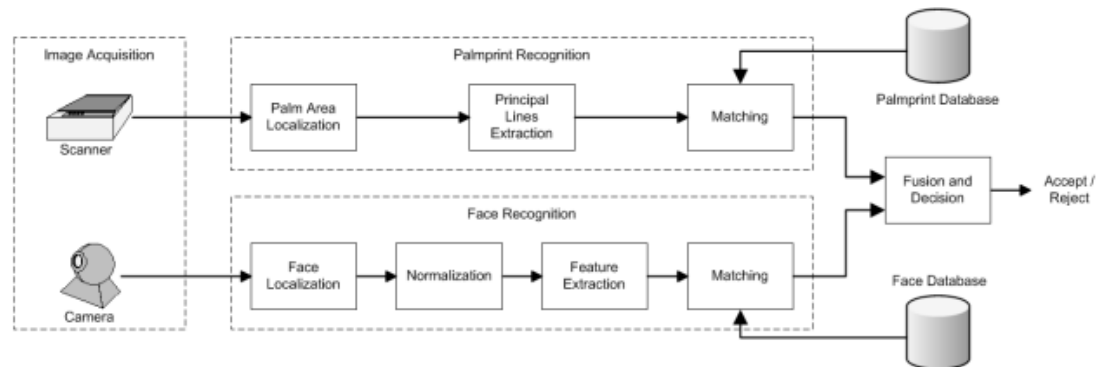 Image Acquisition
Scanner
Camera
Palmprint Recognition
Palm Area
Localization
Principal
Lines
Extraction
Matching
Palmprint Database
Face Recognition
Face
Localization
Normalization
Feature
Extraction
Matching
Face Database
Fusion and
Decision
Accept /
Reject